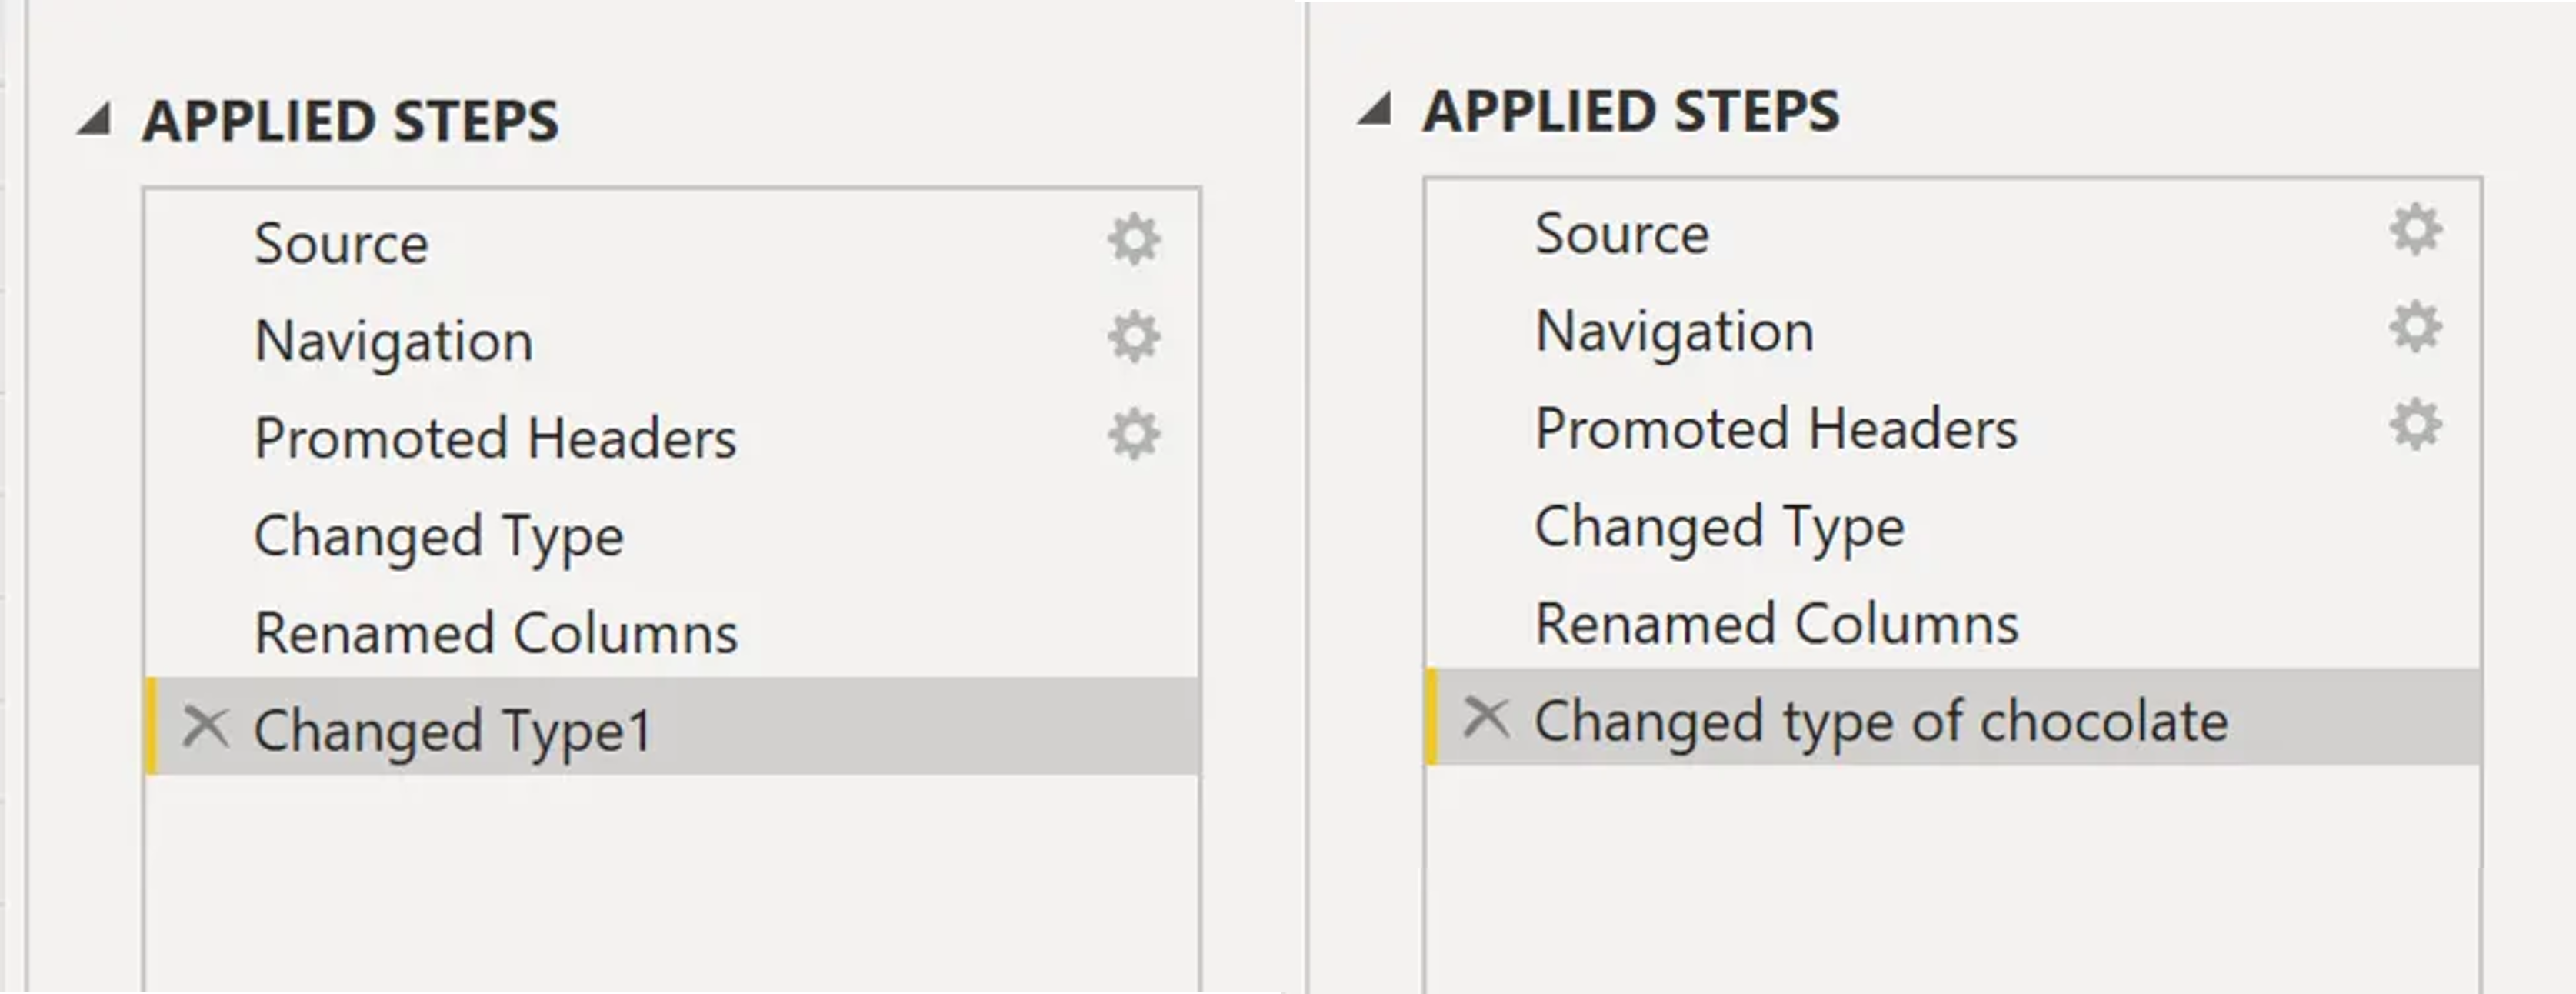 APPLIED STEPS
Source
Navigation
Promoted Headers
Changed Type
Renamed Columns
Changed Type1
APPLIED STEPS
Source
Navigation
Promoted Headers
Changed Type
Renamed Columns
Changed type of chocolate